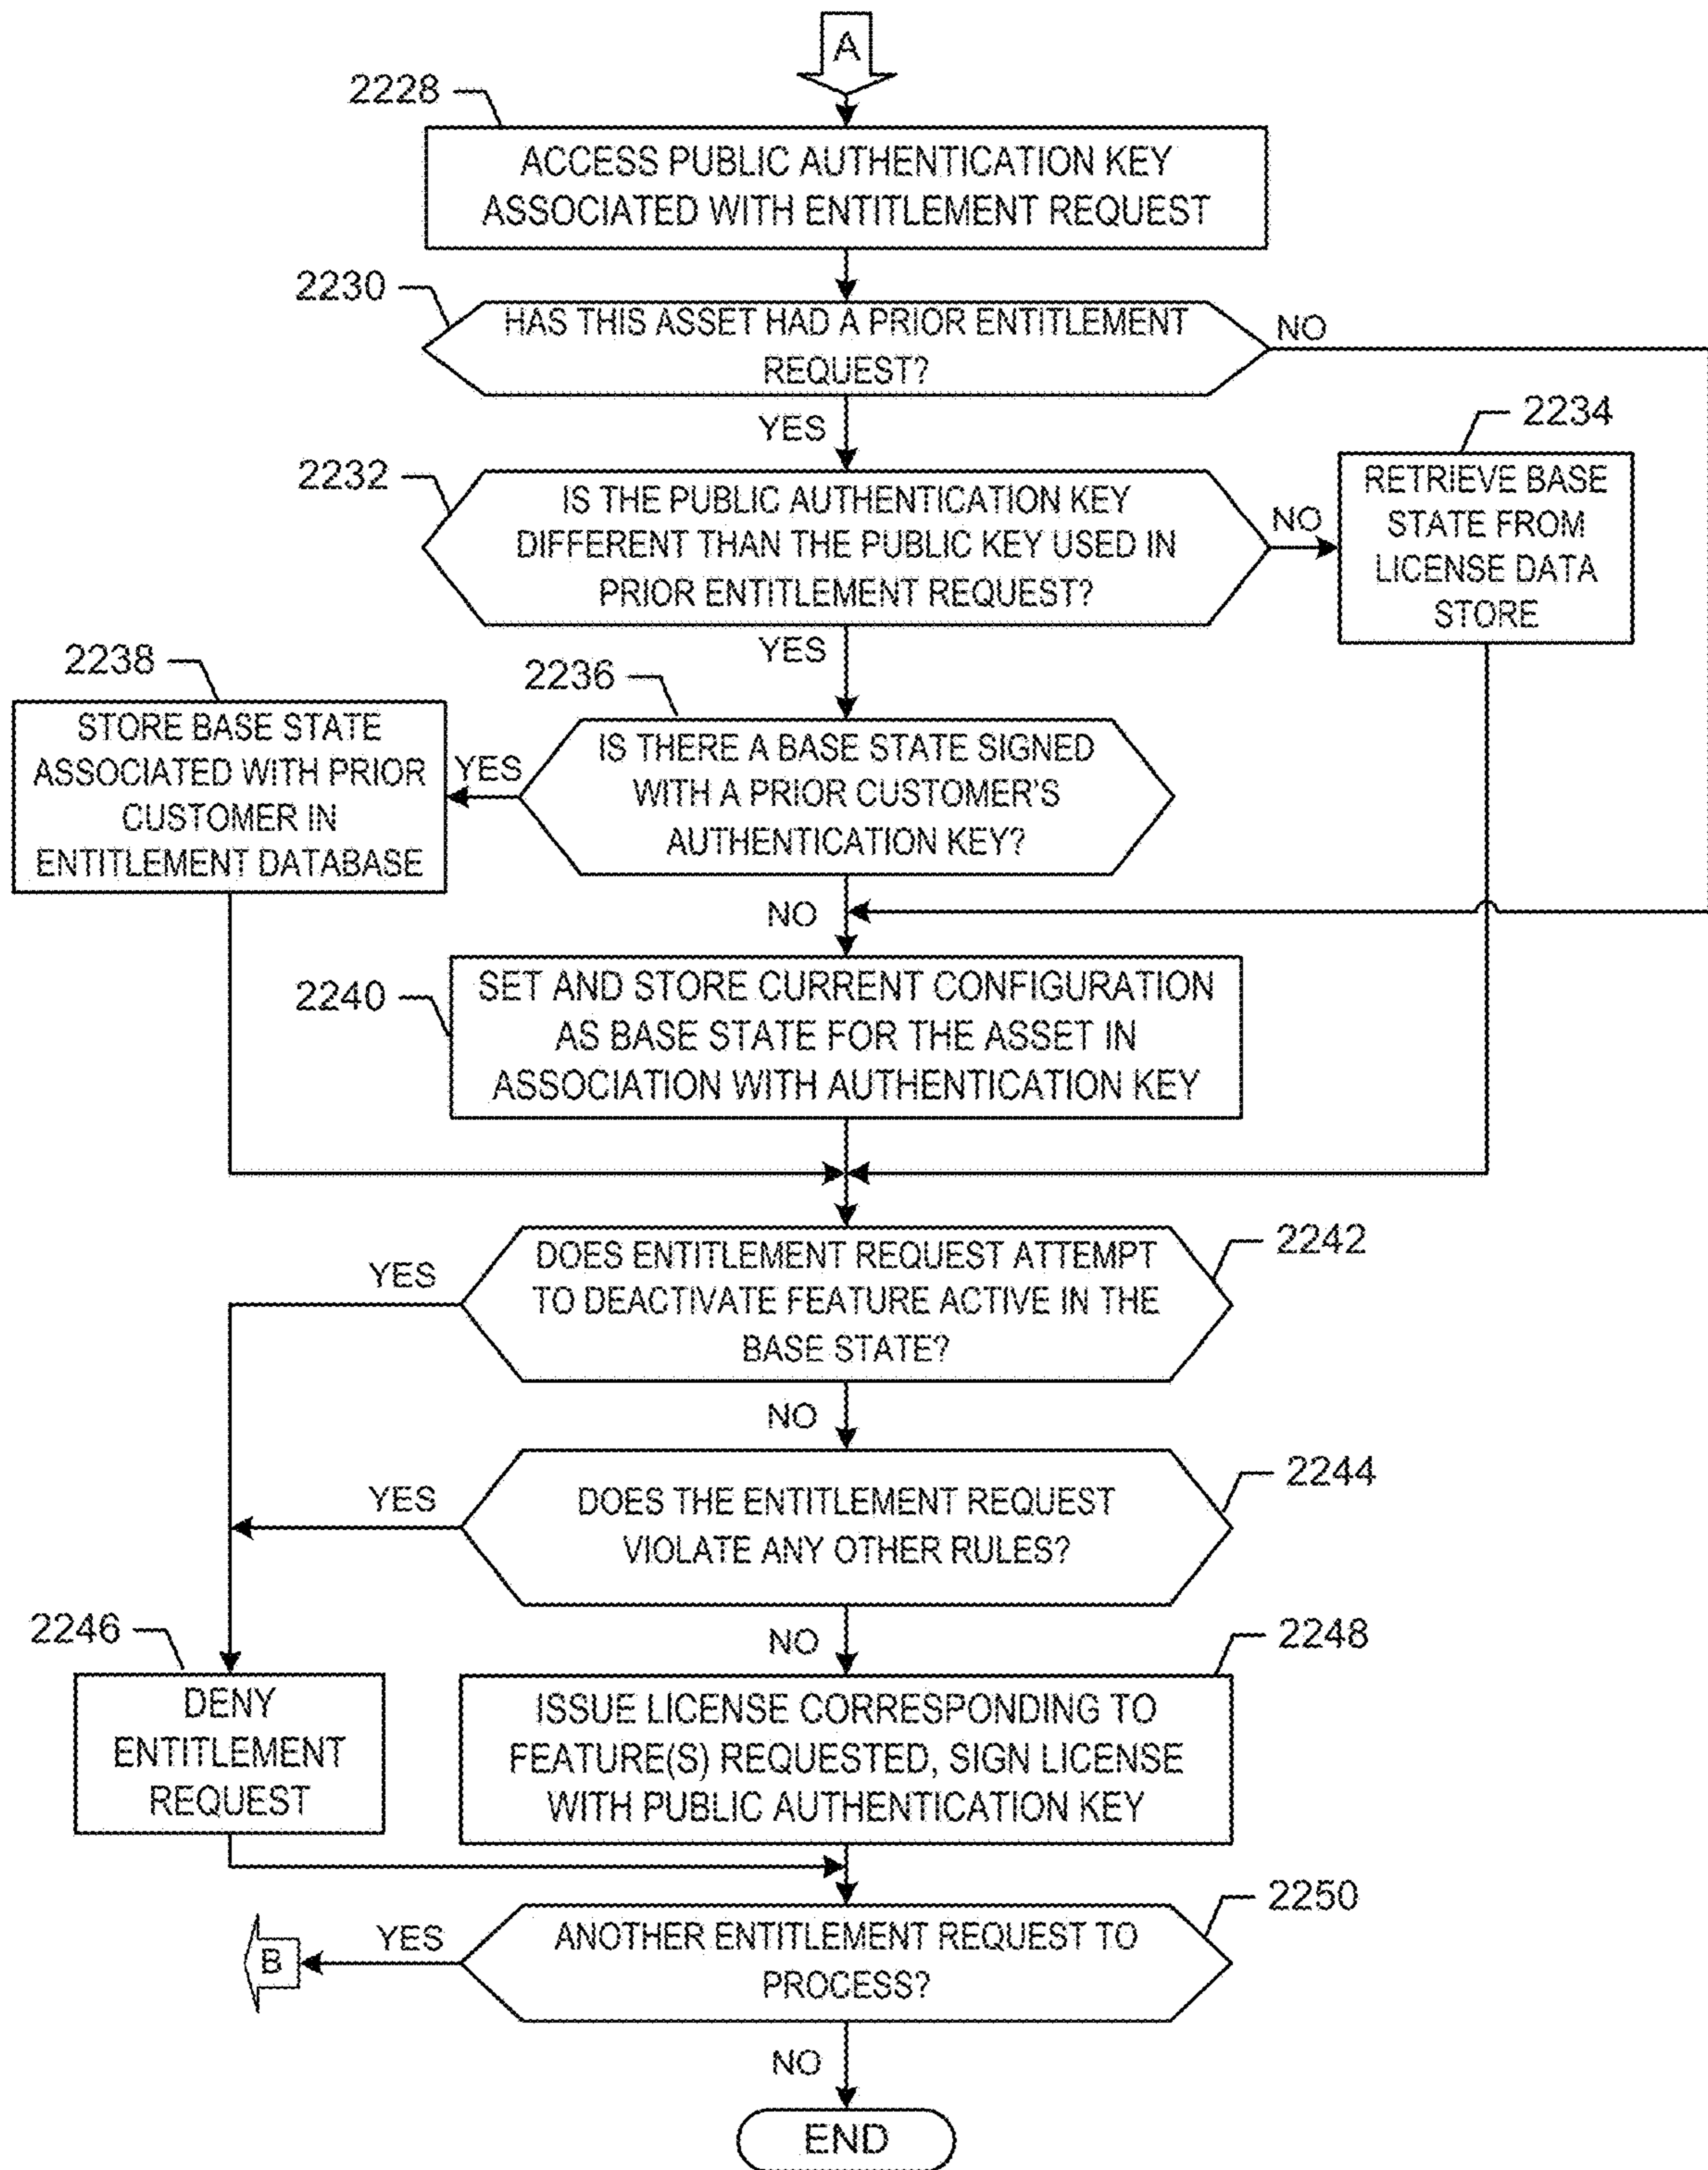 A
2228
ACCESS PUBLIC AUTHENTICATION KEY
ASSOCIATED WITH ENTITLEMENT REQUEST
2230
HAS THIS ASSET HAD A PRIOR ENTITLEMENT
REQUEST?
NO
YES
2232
IS THE PUBLIC AUTHENTICATION KEY
DIFFERENT THAN THE PUBLIC KEY USED IN
PRIOR ENTITLEMENT REQUEST?
NO
2234
RETRIEVE BASE
STATE FROM
LICENSE DATA
STORE
YES
2236
IS THERE A BASE STATE SIGNED
WITH A PRIOR CUSTOMER'S
AUTHENTICATION KEY?
YES
2238
STORE BASE STATE
ASSOCIATED WITH PRIOR
CUSTOMER IN
ENTITLEMENT DATABASE
NO
2240
SET AND STORE CURRENT CONFIGURATION
AS BASE STATE FOR THE ASSET IN
ASSOCIATION WITH AUTHENTICATION KEY
2242
DOES ENTITLEMENT REQUEST ATTEMPT
TO DEACTIVATE FEATURE ACTIVE IN THE
BASE STATE?
YES
NO
2244
DOES THE ENTITLEMENT REQUEST
VIOLATE ANY OTHER RULES?
YES
NO
2246
DENY
ENTITLEMENT
REQUEST
2248
ISSUE LICENSE CORRESPONDING TO
FEATURE(S) REQUESTED, SIGN LICENSE
WITH PUBLIC AUTHENTICATION KEY
2250
ANOTHER ENTITLEMENT REQUEST TO
PROCESS?
YES
B
NO
END